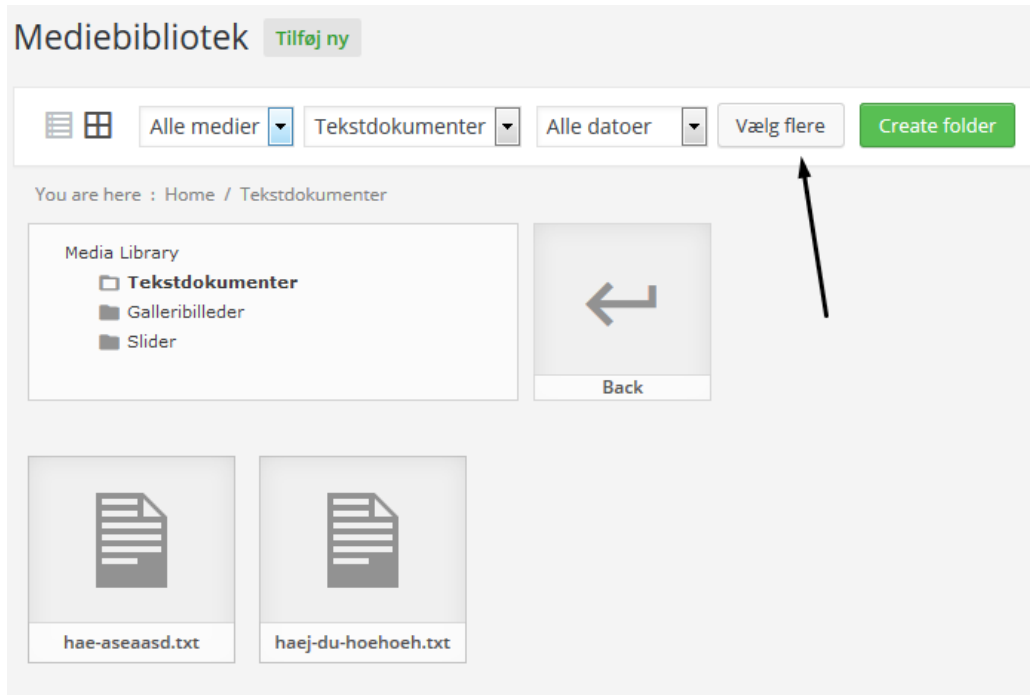 Mediebibliotek Tilføj ny
Alle medier Tekstdokumenter Alle datoer Vælg flere Create folder
You are here : Home / Tekstdokumenter
Media Library
Tekstdokumenter
Galleribilleder
Slider
Back
hae-aseaasd.txt haej-du-hoehoeh.txt